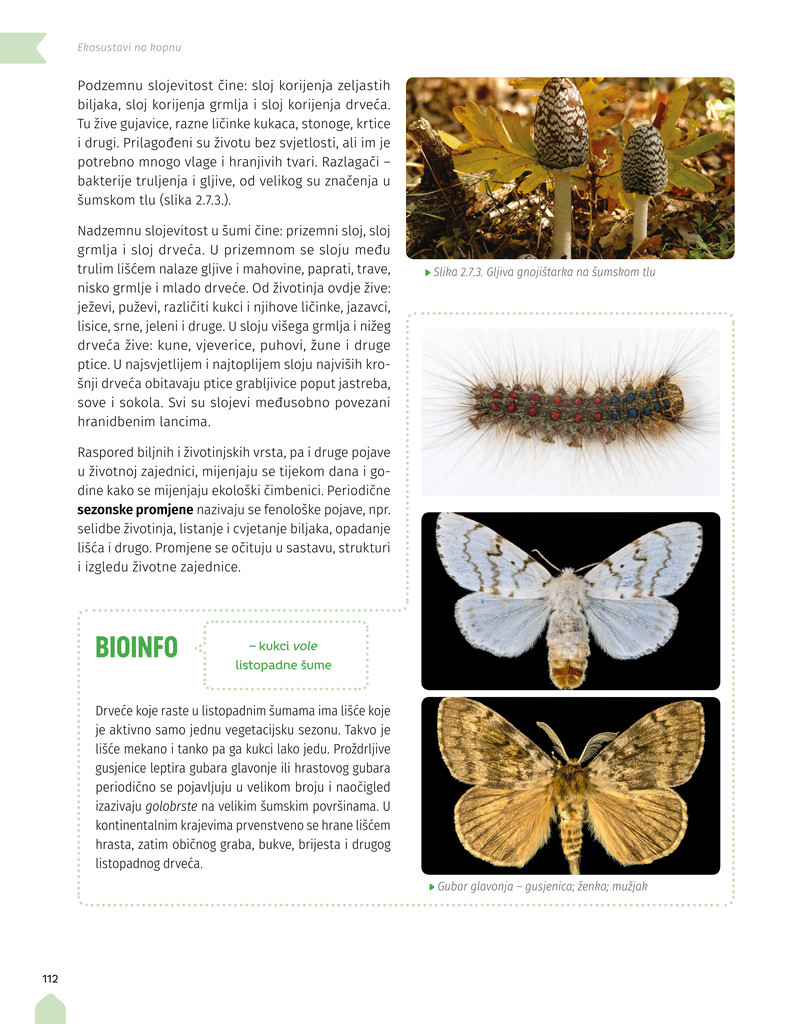 Ekosustavi na kopnu
Podzemnu slojevitost čine: sloj korijenja zeljastih
biljaka, sloj korijenja grmlja i sloj korijenja drveća.
Tu žive gujavice, razne ličinke kukaca, stonoge, krtice
i drugi. Prilagođeni su životu bez svjetlosti, ali im je
potrebno mnogo vlage i hranjivih tvari. Razlagači –
bakterije truljenja i gljive, od velikog su značenja u
šumskom tlu (slika 2.7.3.).
Nadzemnu slojevitost u šumi čine: prizemni sloj, sloj
grmlja i sloj drveća. U prizemnom se sloju među
trulim lišćem nalaze gljive i mahovine, paprati, trave,
nisko grmlje i mlado drveće. Od životinja ovdje žive:
ježevi, puževi, različiti kukci i njihove ličinke, jazavci,
lisice, srne, jeleni i druge. U sloju višega grmlja i nižeg
drveća žive: kune, vjeverice, puhovi, žune i druge
ptice. U najsvjetlijem i najtoplijem sloju najviših kro-
šnji drveća obitavaju ptice grabljivice poput jastreba,
sove i sokola. Svi su slojevi međusobno povezani
hranidbenim lancima.
Raspored biljnih i životinjskih vrsta, pa i druge pojave
u životnoj zajednici, mijenjaju se tijekom dana i go-
dine kako se mijenjaju ekološki čimbenici. Periodične
sezonske promjene nazivaju se fenološke pojave, npr.
selidbe životinja, listanje i cvjetanje biljaka, opadanje
lišća i drugo. Promjene se očituju u sastavu, strukturi
i izgledu životne zajednice.
Slika 2.7.3. Gljiva gnojištarka na šumskom tlu
BIOINFO
– kukci vole
listopadne šume
Drveće koje raste u listopadnim šumama ima lišće koje
je aktivno samo jednu vegetacijsku sezonu. Takvo je
lišće mekano i tanko pa ga kukci lako jedu. Proždrljive
gusjenice leptira gubara glavonje ili hrastovog gubara
periodično se pojavljuju u velikom broju i naočigled
izazivaju golobrste na velikim šumskim površinama. U
kontinentalnim krajevima prvenstveno se hrane lišćem
hrasta, zatim običnog graba, bukve, brijesta i drugog
listopadnog drveća.
Gubar glavonja – gusjenica; ženka; mužjak
112